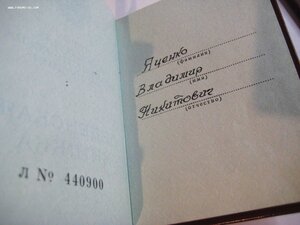 Яценко
(фамилия)
Владимир
(имя)
Никитович
(отчество)
Л № 440900